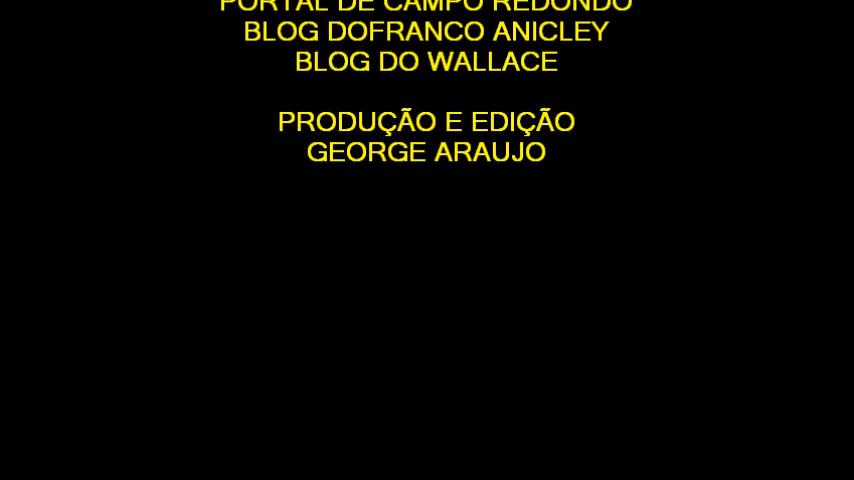 PORTAL DE CAMPO REDONDO
BLOG DOFRANCO ANICLEY
BLOG DO WALLACE
PRODUÇÃO E EDIÇÃO
GEORGE ARAUJO